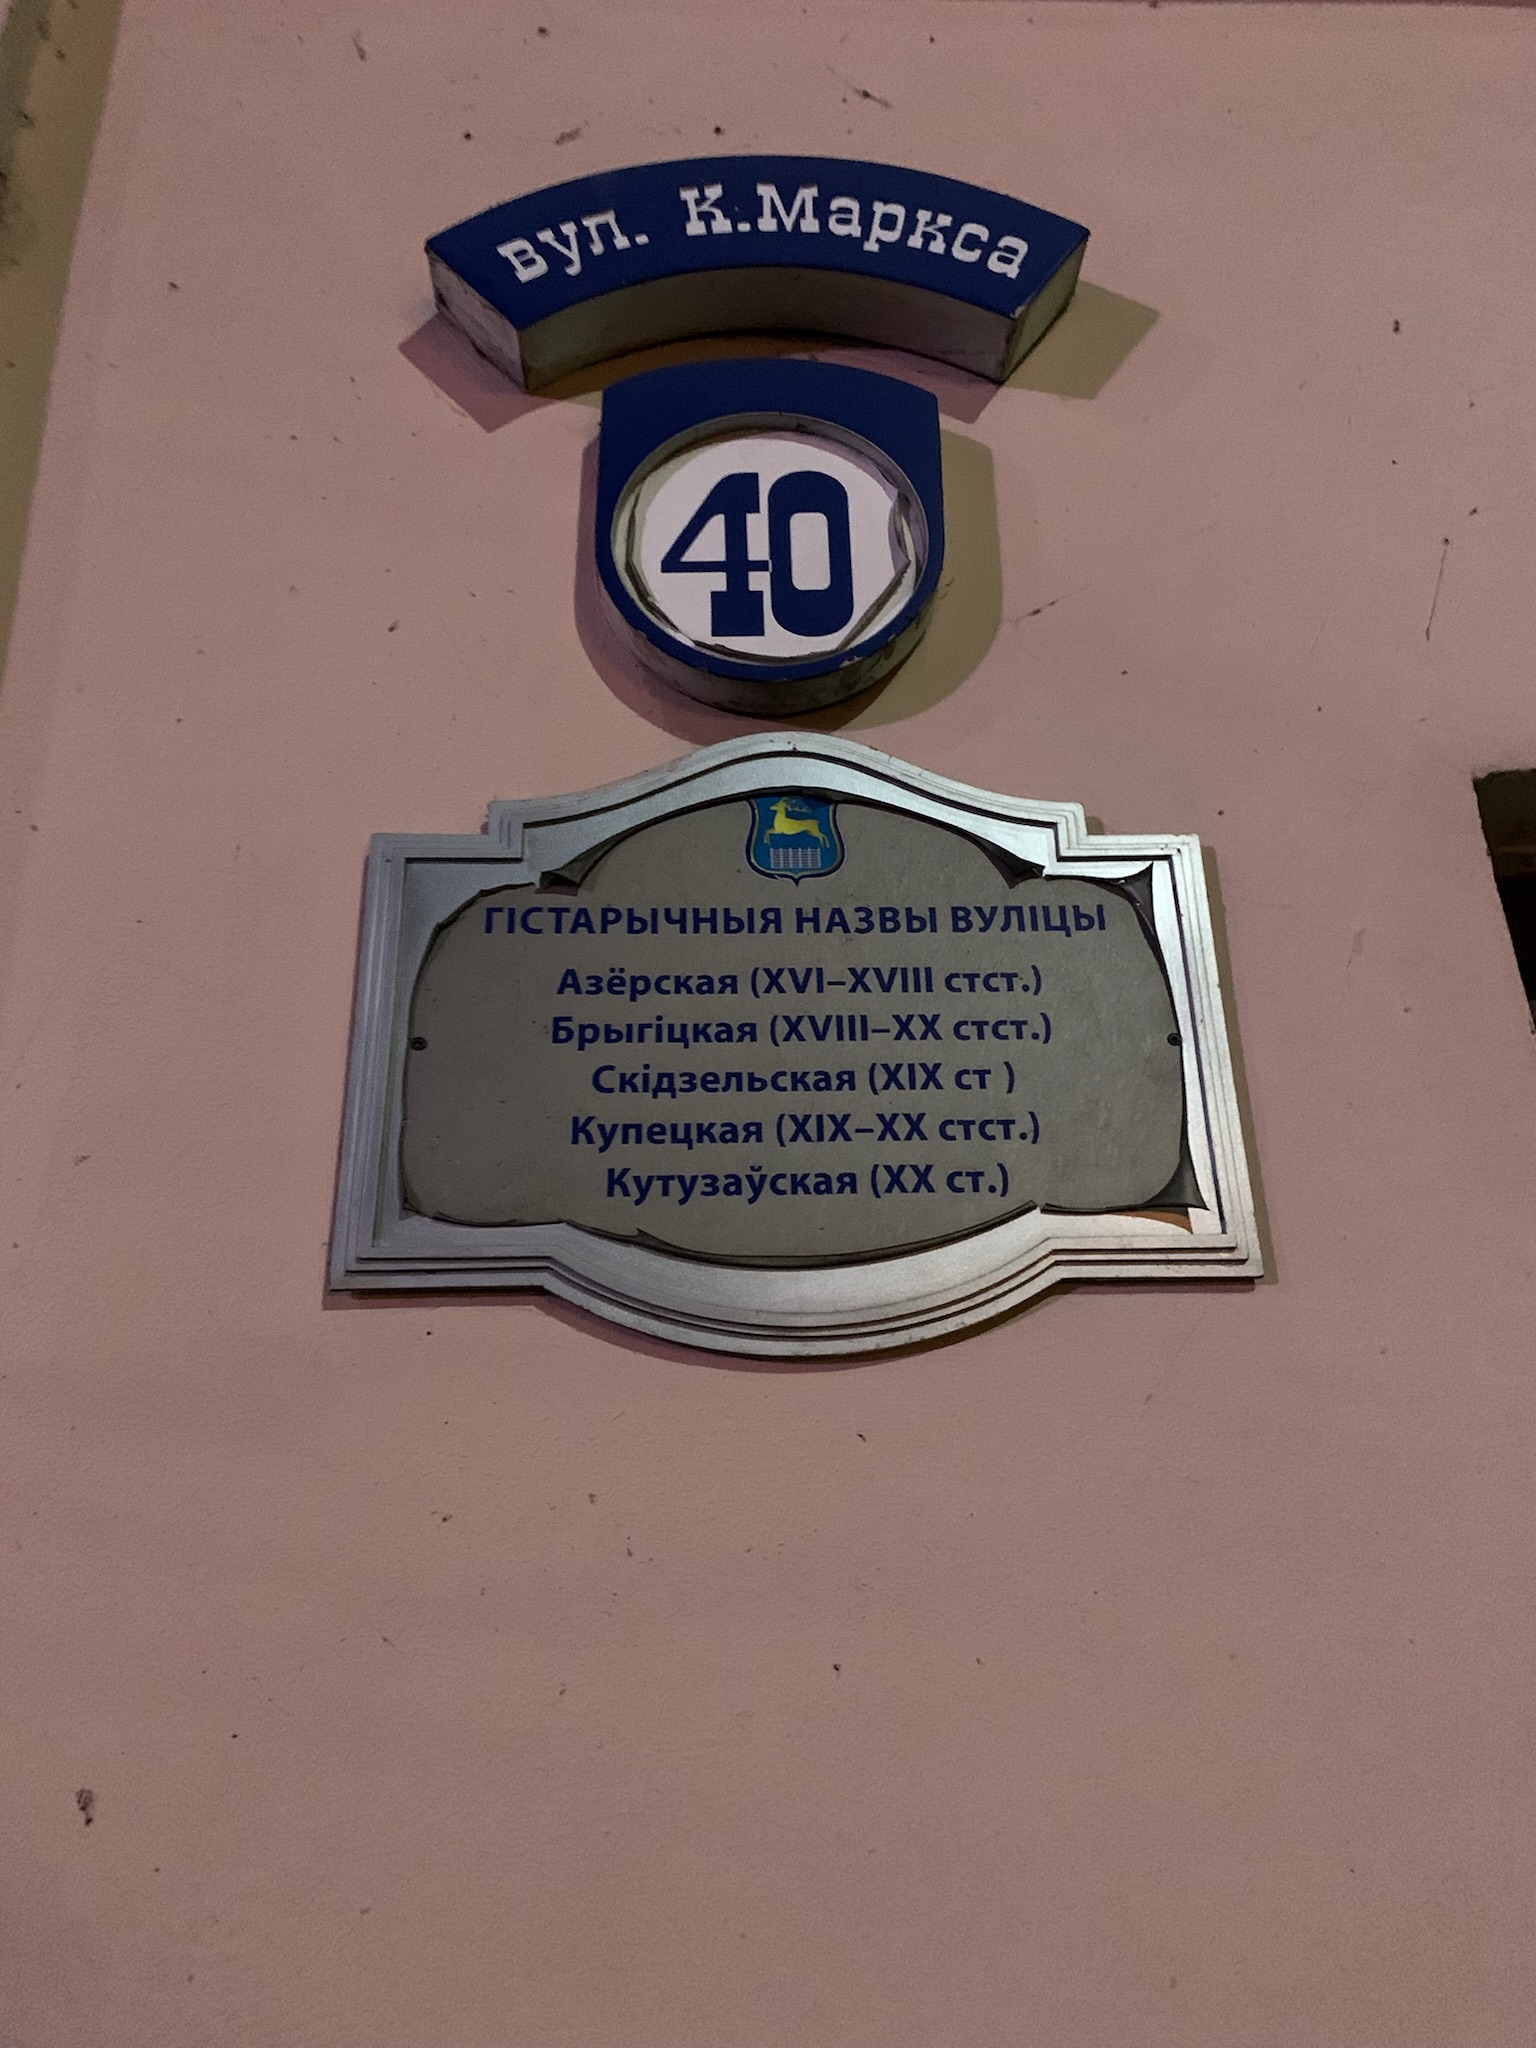 вул. К.Маркса
40
ГІСТАРЫЧНЫЯ НАЗВЫ ВУЛІЦЫ
Азёрская (XVI–XVIII стст.)
Брыгіцкая (XVIII–XX стст.)
Скідзельская (XIX ст )
Купецкая (XIX–XX стст.)
Кутузаўская (XX ст.)